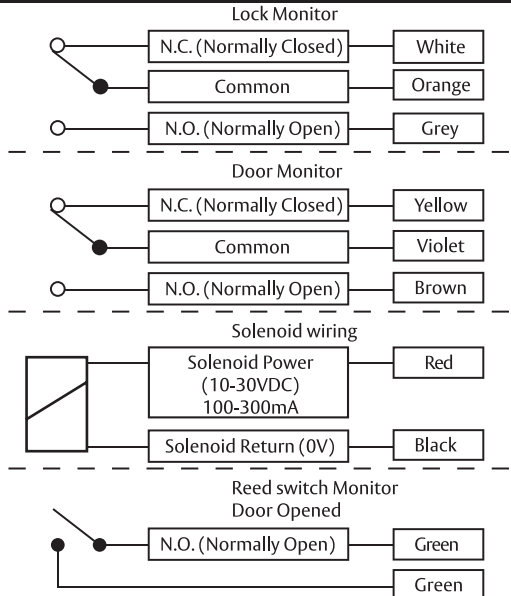 Lock Monitor
N.C. (Normally Closed) White
Common Orange
N.O. (Normally Open) Grey
Door Monitor
N.C. (Normally Closed) Yellow
Common Violet
N.O. (Normally Open) Brown
Solenoid wiring
Solenoid Power Red
(10-30VDC)
100-300mA
Solenoid Return (0V) Black
Reed switch Monitor
Door Opened
N.O. (Normally Open) Green
Green